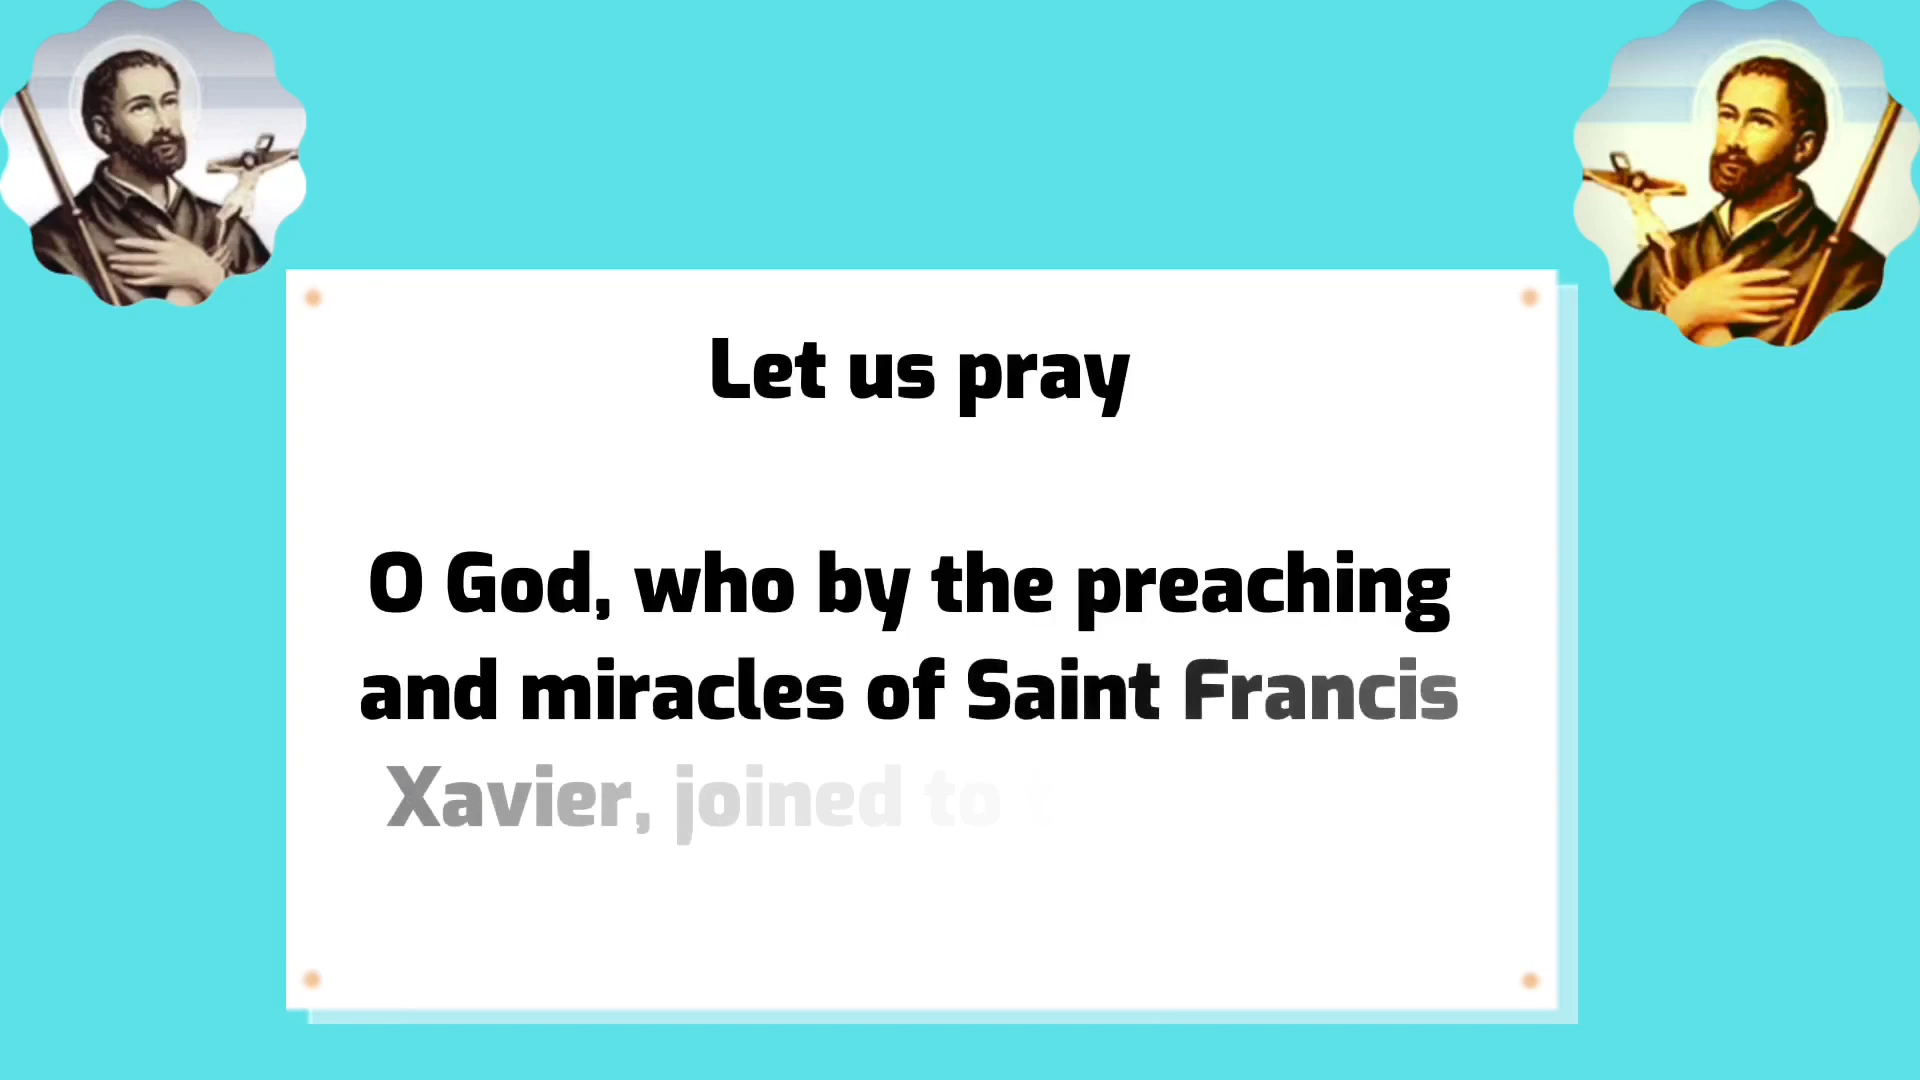 Let us pray
O God, who by the preaching
and miracles of Saint Francis
Xavier, joined to